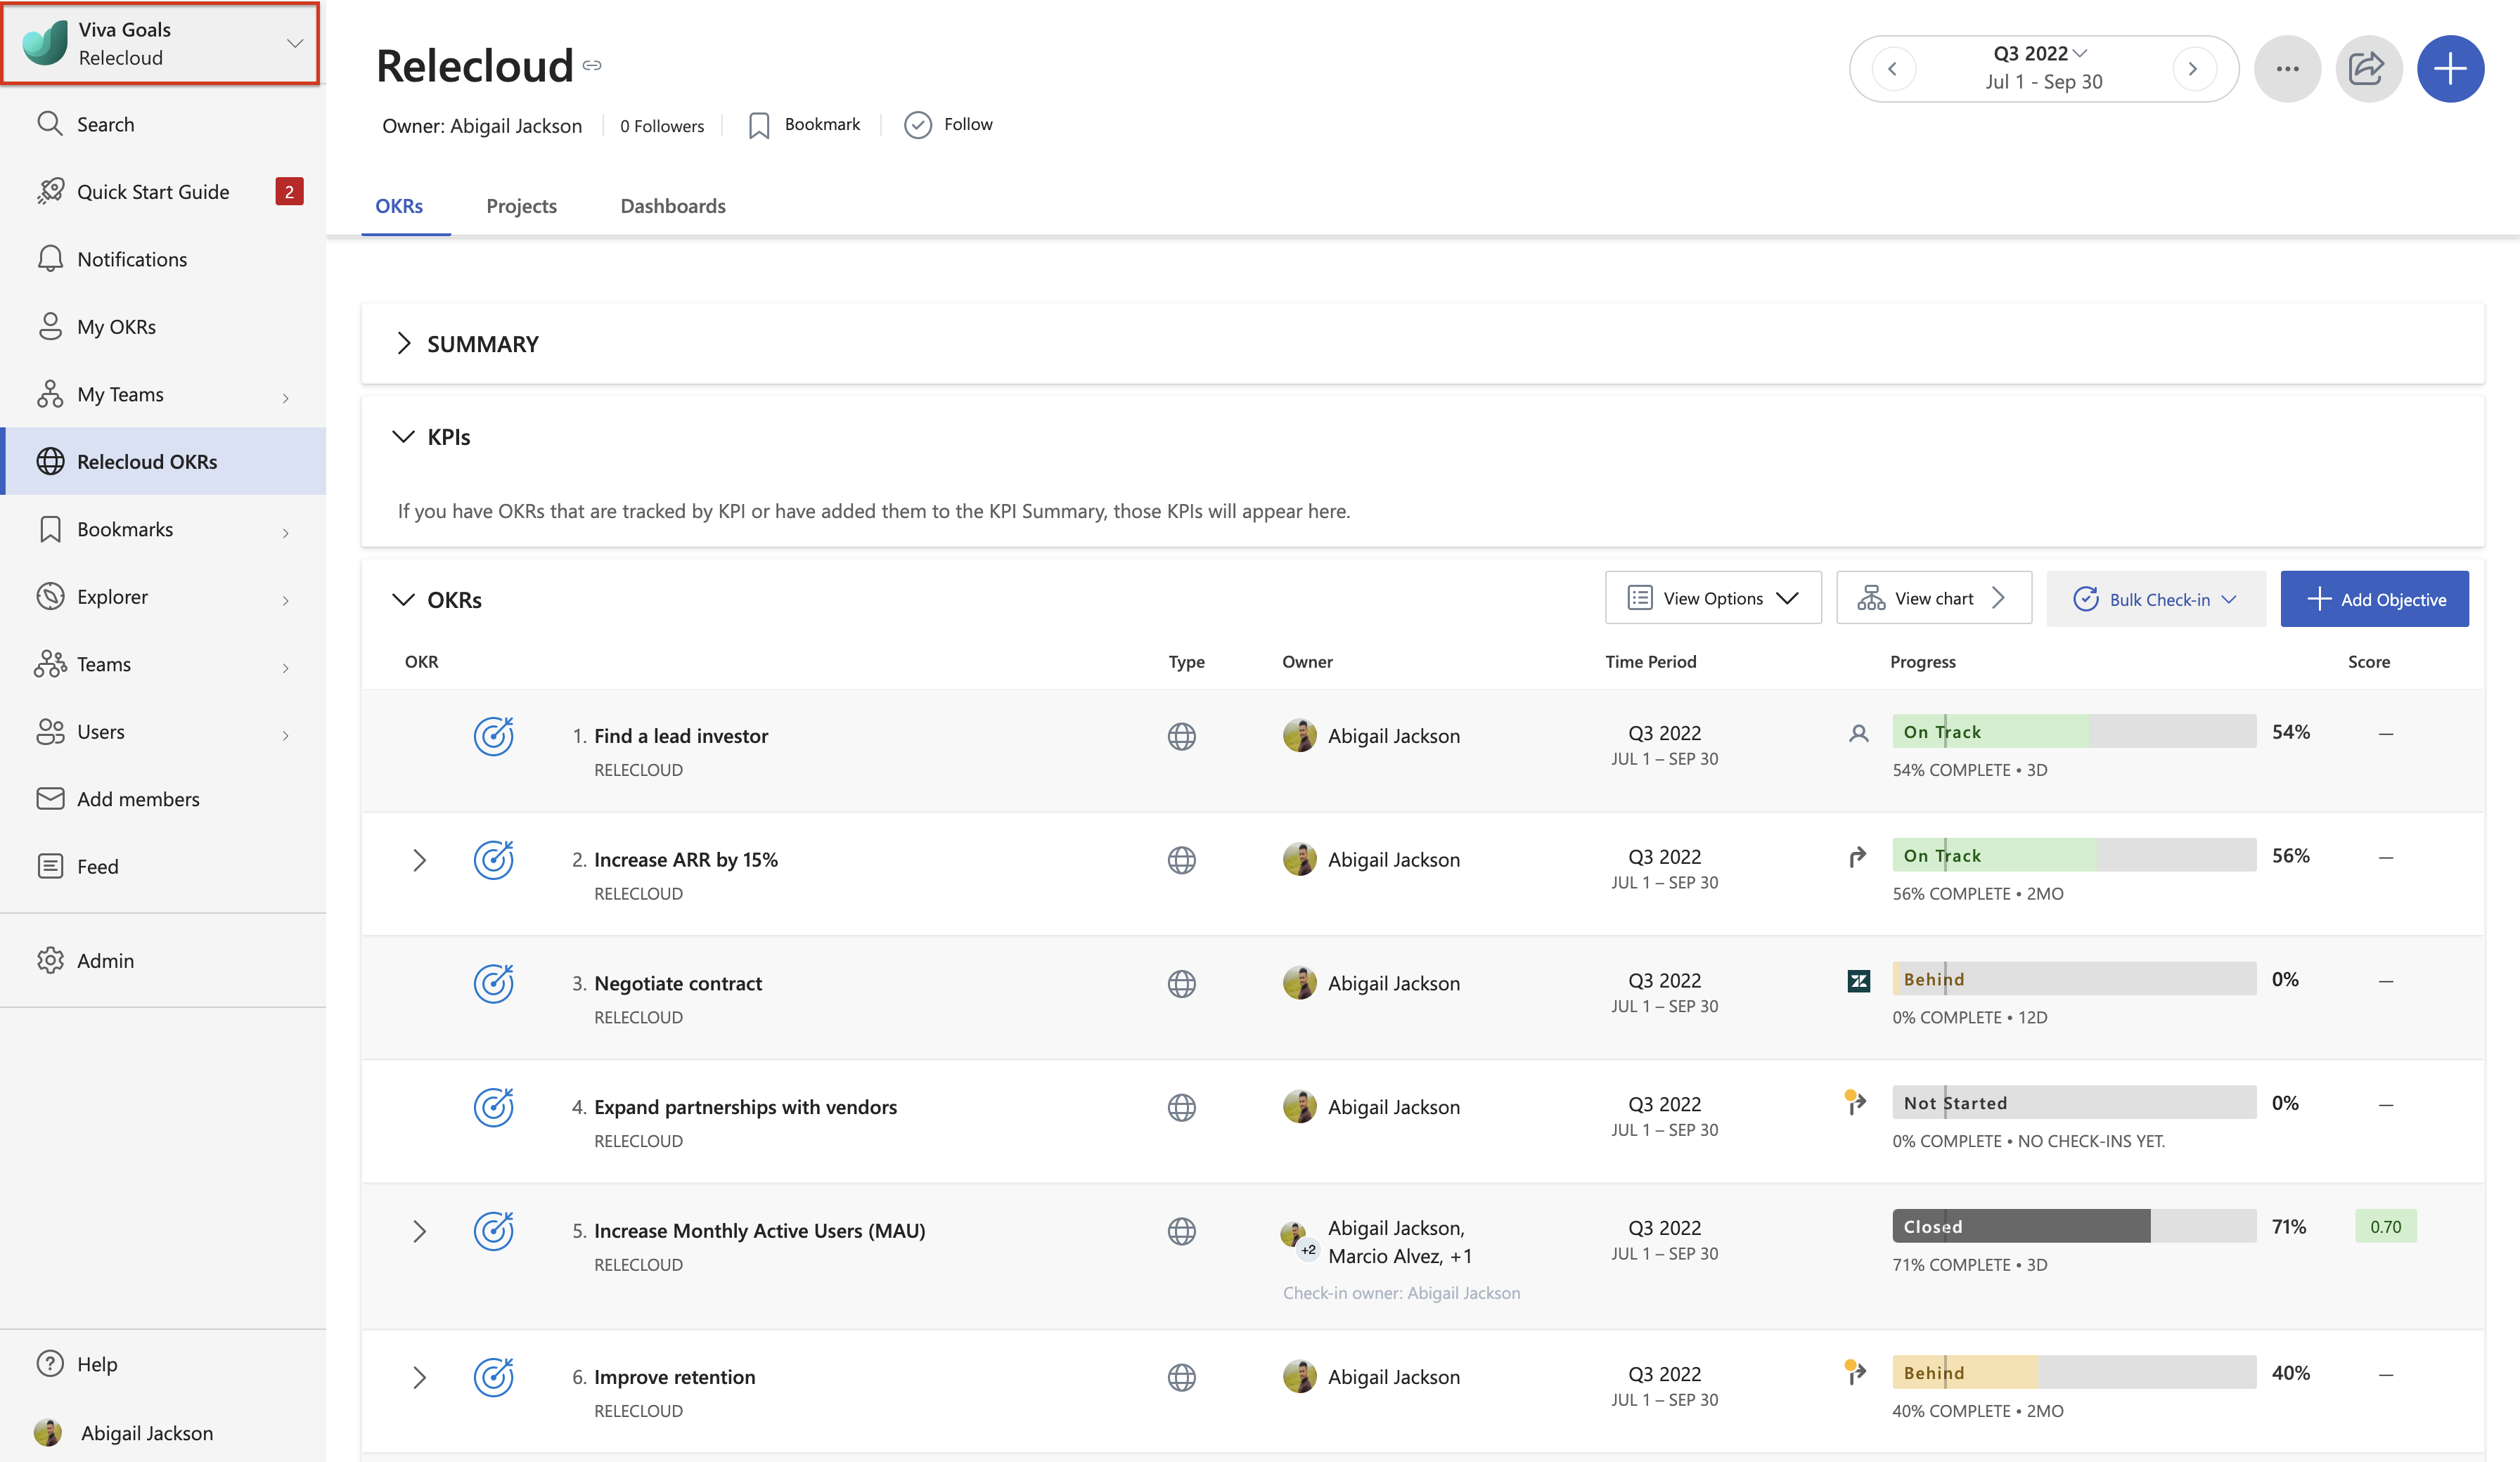 Viva Goals
Relecloud
Search
Quick Start Guide 2
Notifications
My OKRs
My Teams
Relecloud OKRs
Bookmarks
Explorer
Teams
Users
Add members
Feed
Admin
Help
Abigail Jackson
Relecloud
Owner: Abigail Jackson 0 Followers Bookmark Follow
Q3 2022
Jul 1 - Sep 30
OKRs Projects Dashboards
SUMMARY
KPIs
If you have OKRs that are tracked by KPI or have added them to the KPI Summary, those KPIs will appear here.
OKRs View Options View chart Bulk Check-in Add Objective
OKR Type Owner Time Period Progress Score
1. Find a lead investor Abigail Jackson Q3 2022 On Track 54% —
RELECLOUD JUL 1 – SEP 30 54% COMPLETE • 3D
2. Increase ARR by 15% Abigail Jackson Q3 2022 On Track 56% —
RELECLOUD JUL 1 – SEP 30 56% COMPLETE • 2MO
3. Negotiate contract Abigail Jackson Q3 2022 Behind 0% —
RELECLOUD JUL 1 – SEP 30 0% COMPLETE • 12D
4. Expand partnerships with vendors Abigail Jackson Q3 2022 Not Started 0% —
RELECLOUD JUL 1 – SEP 30 0% COMPLETE • NO CHECK-INS YET.
5. Increase Monthly Active Users (MAU) +2 Abigail Jackson, Q3 2022 Closed 71% 0.70
RELECLOUD Marcio Alvez, +1 JUL 1 – SEP 30 71% COMPLETE • 3D
Check-in owner: Abigail Jackson
6. Improve retention Abigail Jackson Q3 2022 Behind 40% —
RELECLOUD JUL 1 – SEP 30 40% COMPLETE • 2MO